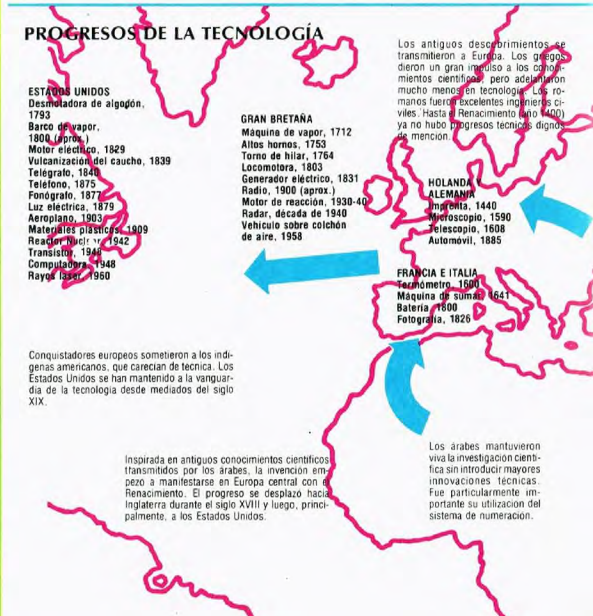 PROGRESOS DE LA TECNOLOGÍA
Los antiguos descubrimientos se
transmitieron a Europa. Los griegos
dieron un gran impulso a los conoci-
mientos científicos, pero adelantaron
mucho menos en tecnología. Los ro-
manos fueron excelentes ingenieros ci-
viles. Hasta el Renacimiento (año 1400)
ya no hubo progresos técnicos dignos
de mención.
ESTADOS UNIDOS
Desmotadora de algodón,
1793
Barco de vapor,
1800 (aprox.)
Motor eléctrico, 1829
Vulcanización del caucho, 1839
Telégrafo, 1840
Teléfono, 1875
Fonógrafo, 1877
Luz eléctrica, 1879
Aeroplano, 1903
Materiales plásticos, 1909
Reactor Nuclear, 1942
Transistor, 1948
Computadora, 1948
Rayos laser, 1960
GRAN BRETAÑA
Máquina de vapor, 1712
Altos hornos, 1753
Torno de hilar, 1764
Locomotora, 1803
Generador eléctrico, 1831
Radio, 1900 (aprox.)
Motor de reacción, 1930-40
Radar, década de 1940
Vehículo sobre colchón
de aire, 1958
HOLANDA Y
ALEMANIA
Imprenta, 1440
Microscopio, 1590
Telescopio, 1608
Automóvil, 1885
FRANCIA E ITALIA
Termómetro, 1600
Máquina de sumar, 1641
Batería, 1800
Fotografía, 1826
Conquistadores europeos sometieron a los indí-
genas americanos, que carecían de tecnica. Los
Estados Unidos se han mantenido a la vanguar-
dia de la tecnología desde mediados del siglo
XIX.
Inspirada en antiguos conocimientos científicos
transmitidos por los árabes, la invención em-
pezo a manifestarse en Europa central con el
Renacimiento. El progreso se desplazó hacia
Inglaterra durante el siglo XVIII y luego, princi-
palmente, a los Estados Unidos.
Los árabes mantuvieron
viva la investigación cientí-
fica sin introducir mayores
innovaciones técnicas.
Fue particularmente im-
portante su utilización del
sistema de numeración.